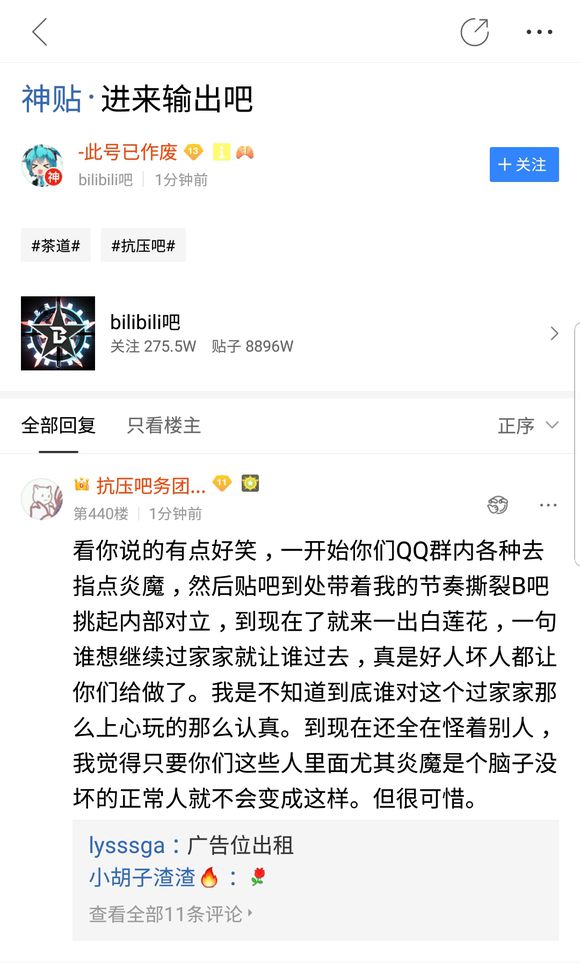 神贴·进来输出吧
-此号已作废 13
神
bilibili吧 1分钟前
+ 关注
#茶道# #抗压吧#
B
bilibili吧
关注 275.5W 贴子 8896W
全部回复 只看楼主 正序
抗压吧务团... 11
第440楼 1分钟前
看你说的有点好笑，一开始你们QQ群内各种去
指点炎魔，然后贴吧到处带着我的节奏撕裂B吧
挑起内部对立，到现在了就来一出白莲花，一句
谁想继续过家家就让谁过去，真是好人坏人都让
你们给做了。我是不知道到底谁对这个过家家那
么上心玩的那么认真。到现在还全在怪着别人，
我觉得只要你们这些人里面尤其炎魔是个脑子没
坏的正常人就不会变成这样。但很可惜。
lysssga：广告位出租
小胡子渣渣🔥：🌹
查看全部11条评论